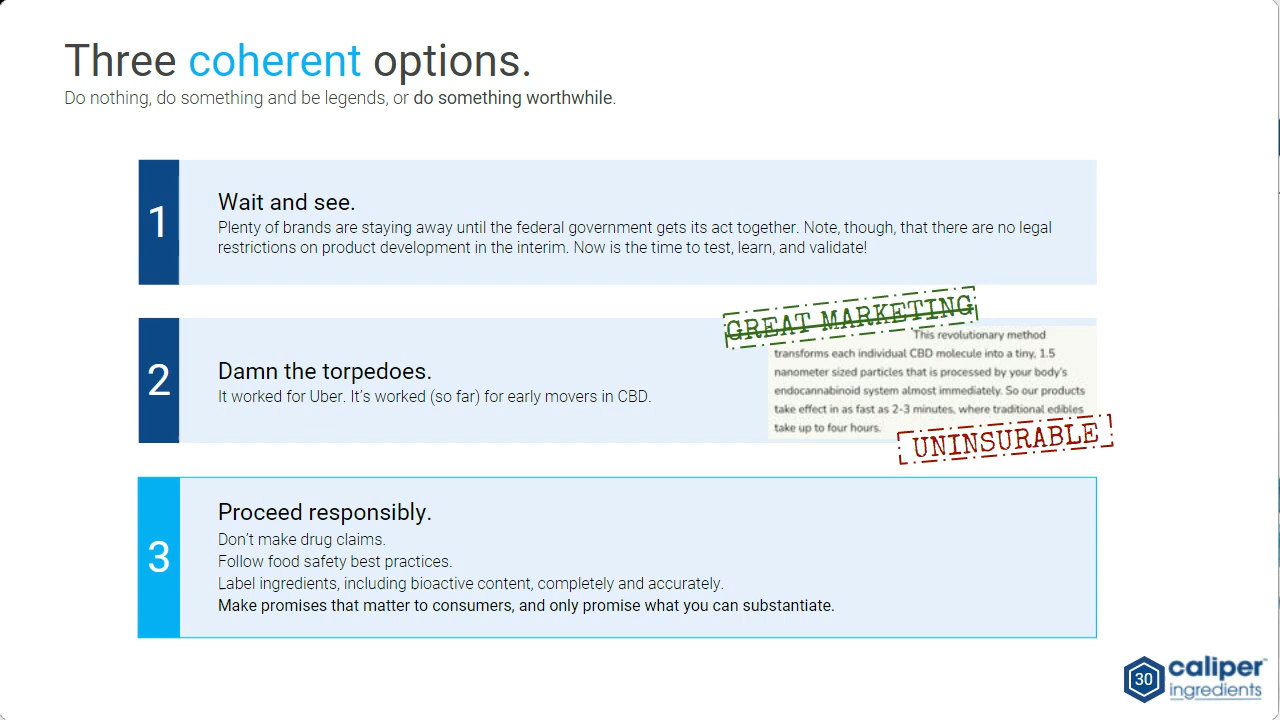 Three coherent options.
Do nothing, do something and be legends, or do something worthwhile.
1
Wait and see.
Plenty of brands are staying away until the federal government gets its act together. Note, though, that there are no legal
restrictions on product development in the interim. Now is the time to test, learn, and validate!
2
Damn the torpedoes.
It worked for Uber. It'sworked (so far) for early movers in CBD.
GREAT MARKETING
This revolutionary method
transforms each individual CBD molecule into a tiny, 1.5
nanometer sized particles that is processed by your body's
endocannabinoid system almost immediately. So our products
take effect in as fast as 2-3 minutes, where traditional edibles
take up to four hours.
UNINSURABLE
3
Proceed responsibly.
Don't make drug claims.
Follow food safety best practices.
Label ingredients, including bioactive content, completely and accurately.
Make promises that matter to consumers, and only promise what you can substantiate.
30
caliper™
ingredients